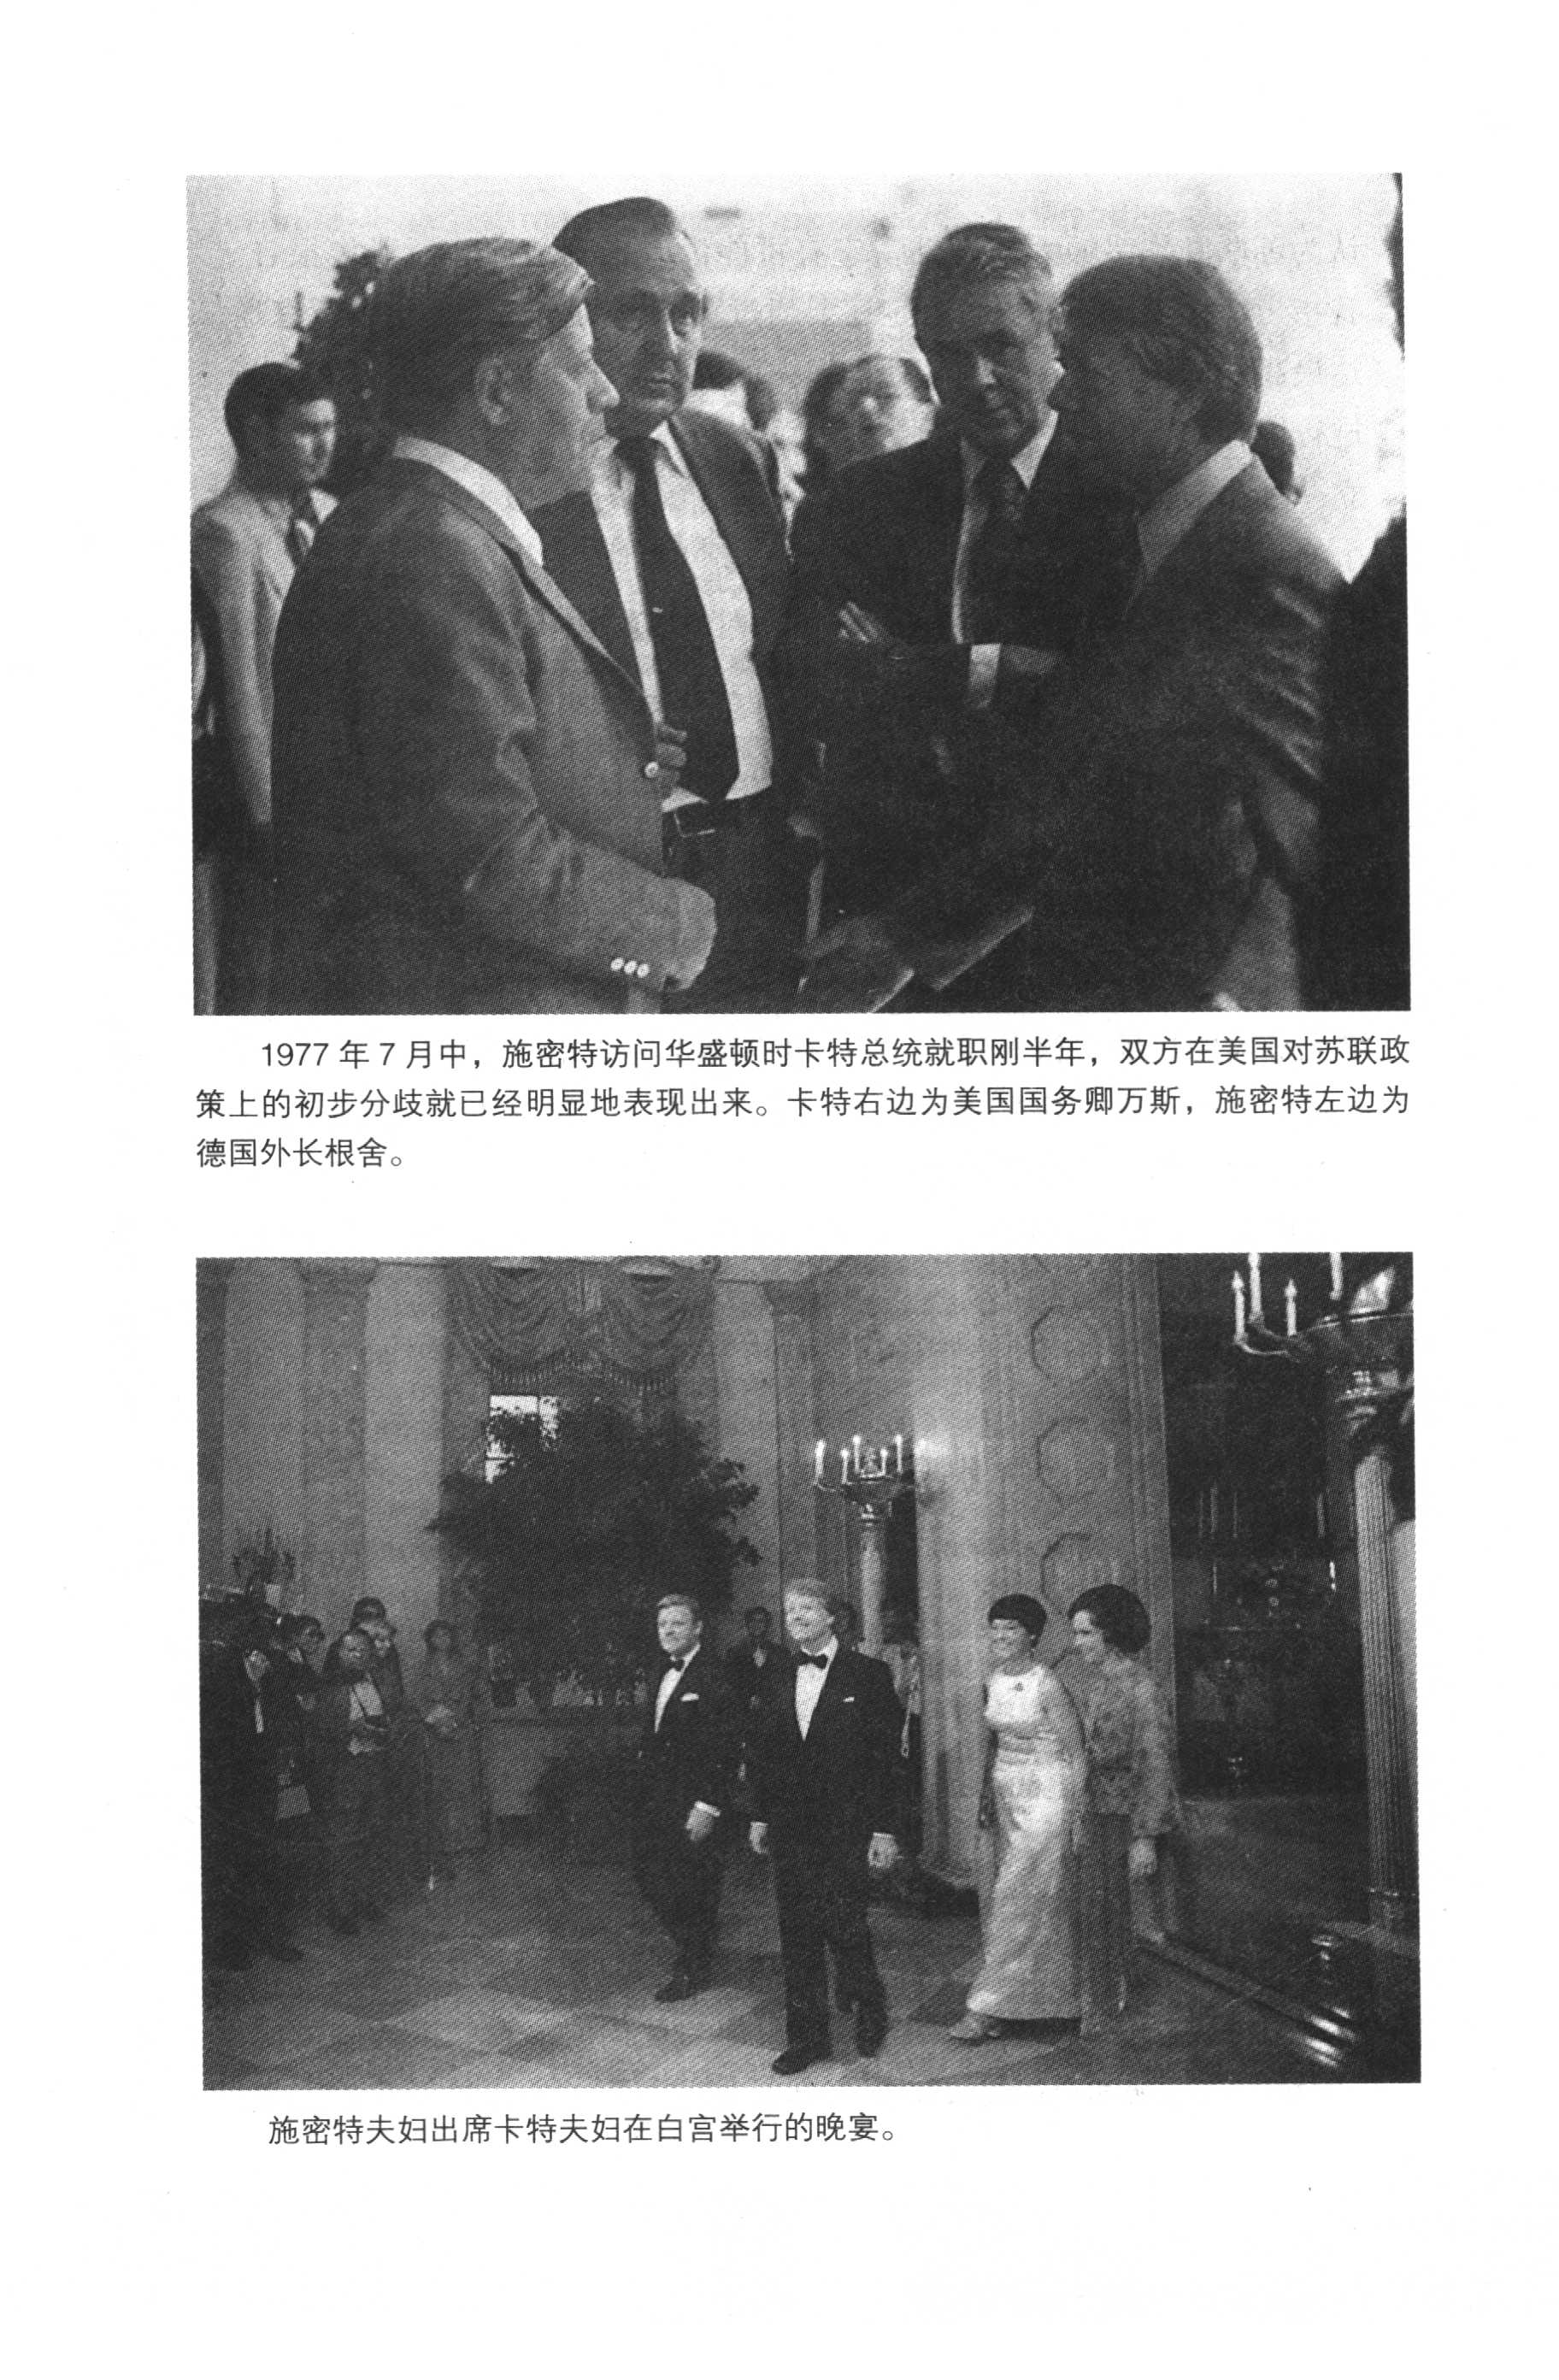 1977 年 7 月中，施密特访问华盛顿时卡特总统就职刚半年，双方在美国对苏联政
策上的初步分歧就已经明显地表现出来。卡特右边为美国国务卿万斯，施密特左边为
德国外长根舍。
施密特夫妇出席卡特夫妇在白宫举行的晚宴。